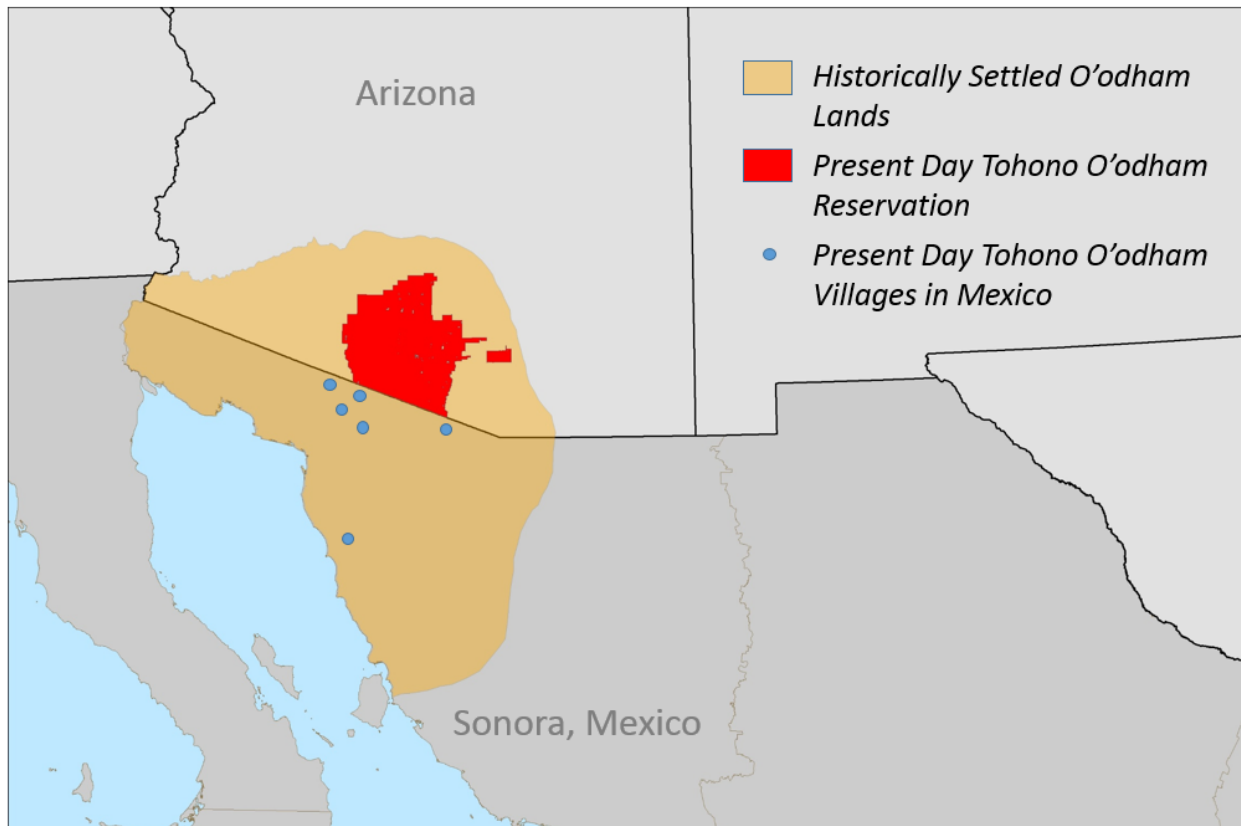 Arizona
Historically Settled O’odham
Lands
Present Day Tohono O’odham
Reservation
Present Day Tohono O’odham
Villages in Mexico
Sonora, Mexico